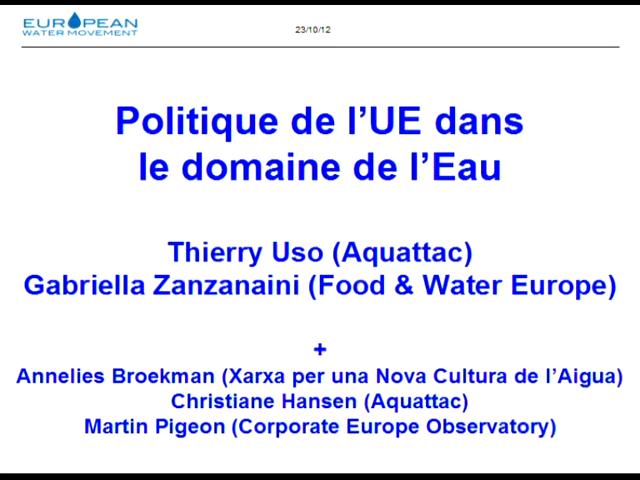 EUROPEAN
WATER MOVEMENT
23/10/12
Politique de l’UE dans
le domaine de l’Eau
Thierry Uso (Aquattac)
Gabriella Zanzanaini (Food & Water Europe)
+
Annelies Broekman (Xarxa per una Nova Cultura de l’Aigua)
Christiane Hansen (Aquattac)
Martin Pigeon (Corporate Europe Observatory)